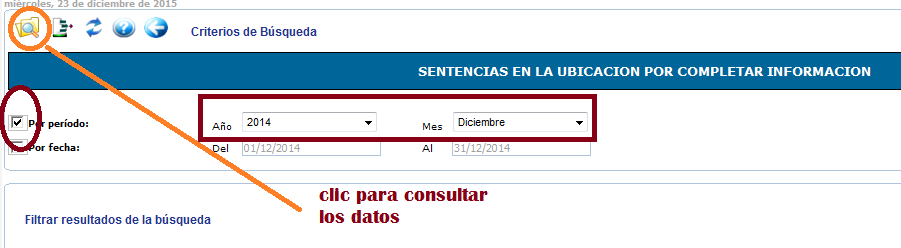 miércoles, 23 de diciembre de 2015
Criterios de Búsqueda
SENTENCIAS EN LA UBICACION POR COMPLETAR INFORMACION
Por período: Año 2014 Mes Diciembre
Por fecha: Del 01/12/2014 Al 31/12/2014
clic para consultar
los datos
Filtrar resultados de la búsqueda